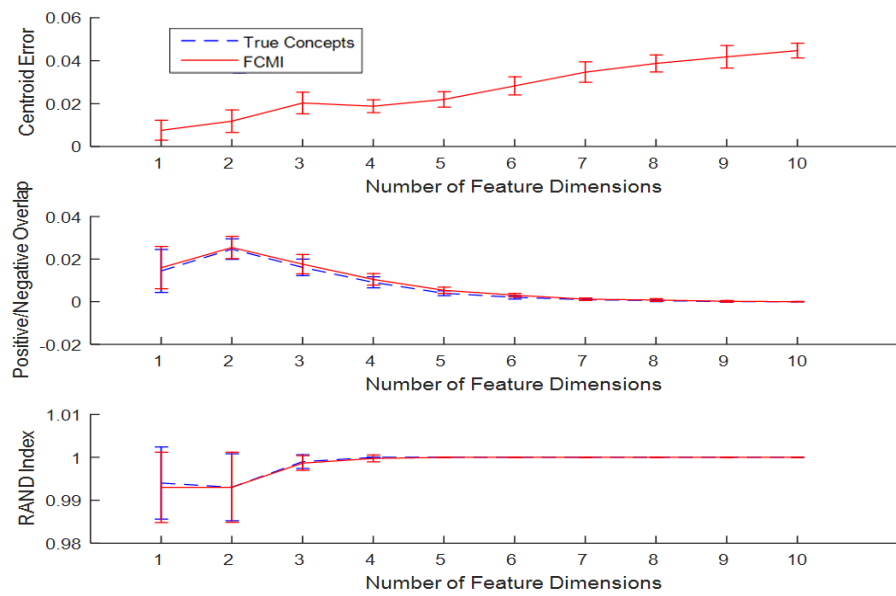 0.06
0.04
0.02
0
Centroid Error
True Concepts
FCMI
1 2 3 4 5 6 7 8 9 10
Number of Feature Dimensions
0.04
0.02
0
-0.02
Positive/Negative Overlap
1 2 3 4 5 6 7 8 9 10
Number of Feature Dimensions
1.01
1
0.99
0.98
RAND Index
1 2 3 4 5 6 7 8 9 10
Number of Feature Dimensions